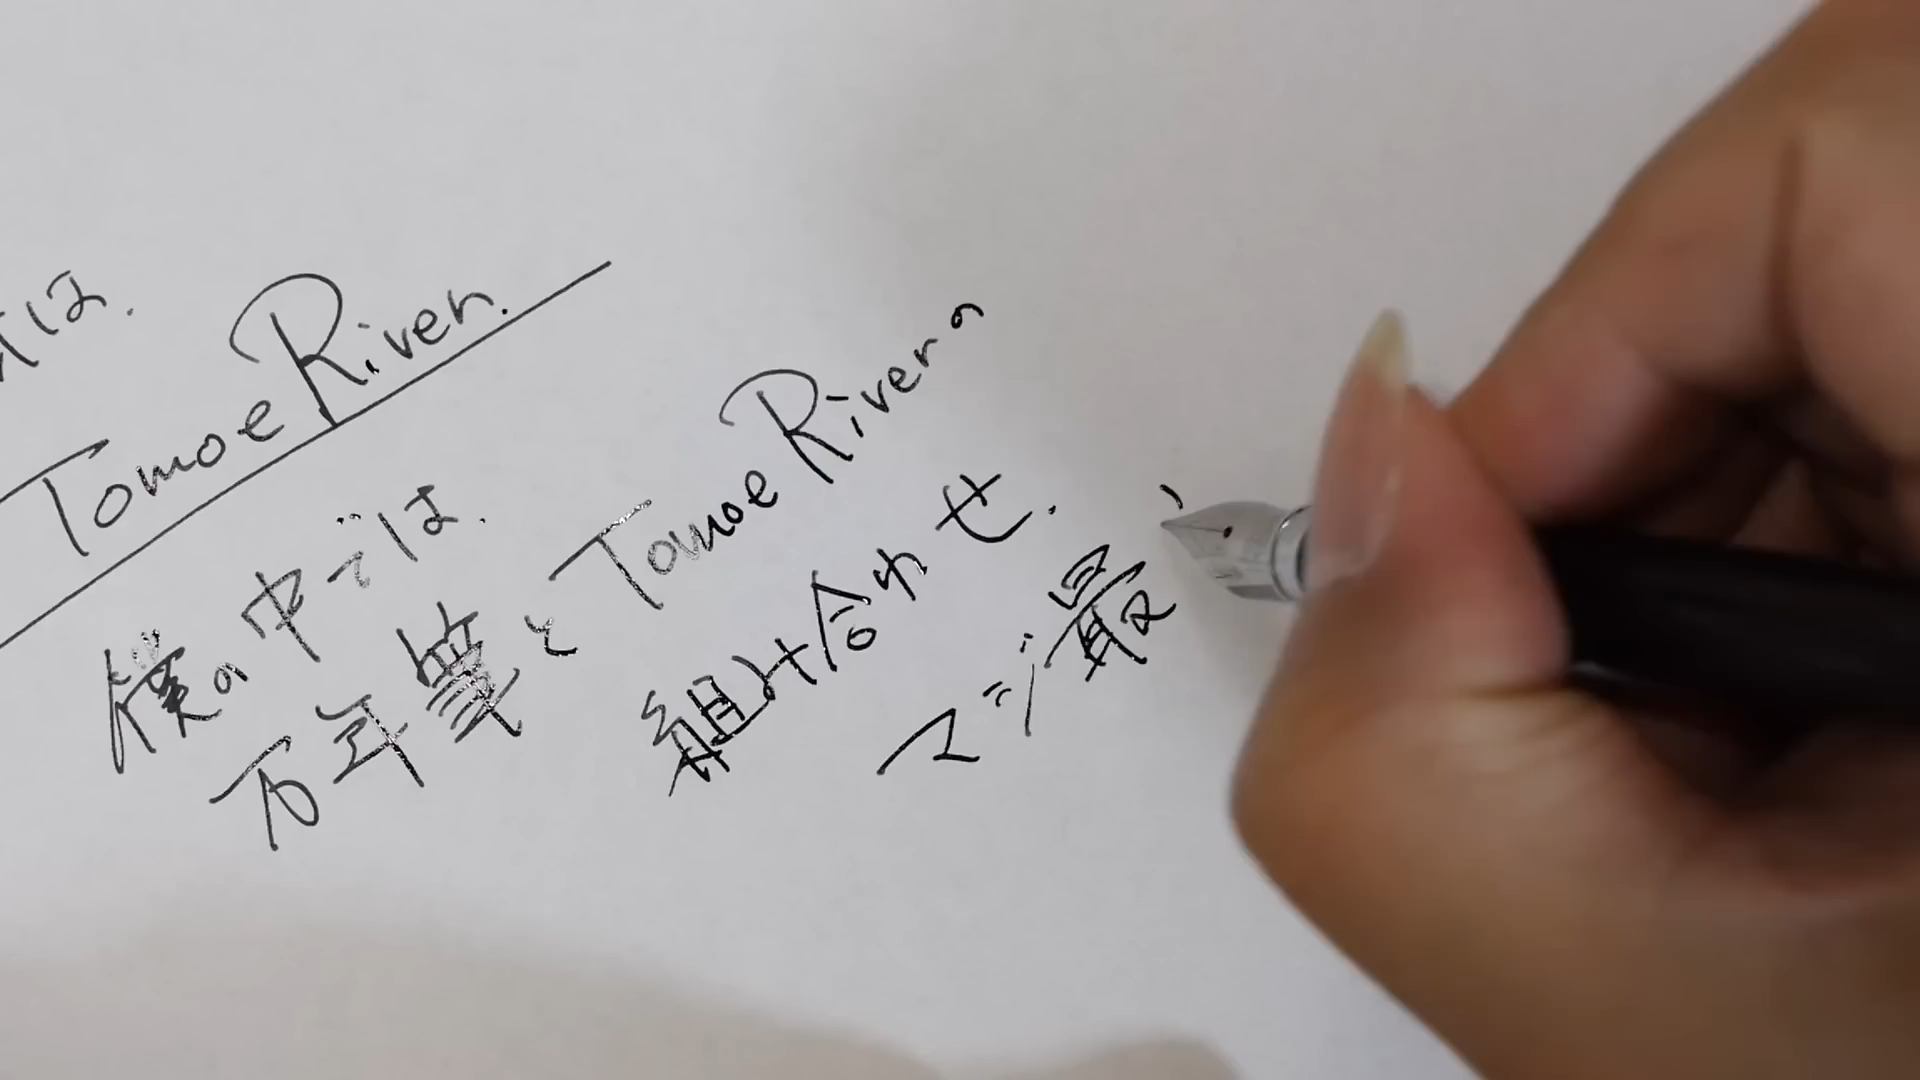 では.
Tomoe River.
僕の中では.
万年筆とTomoe Riverの
組み合わせ.
マジ最